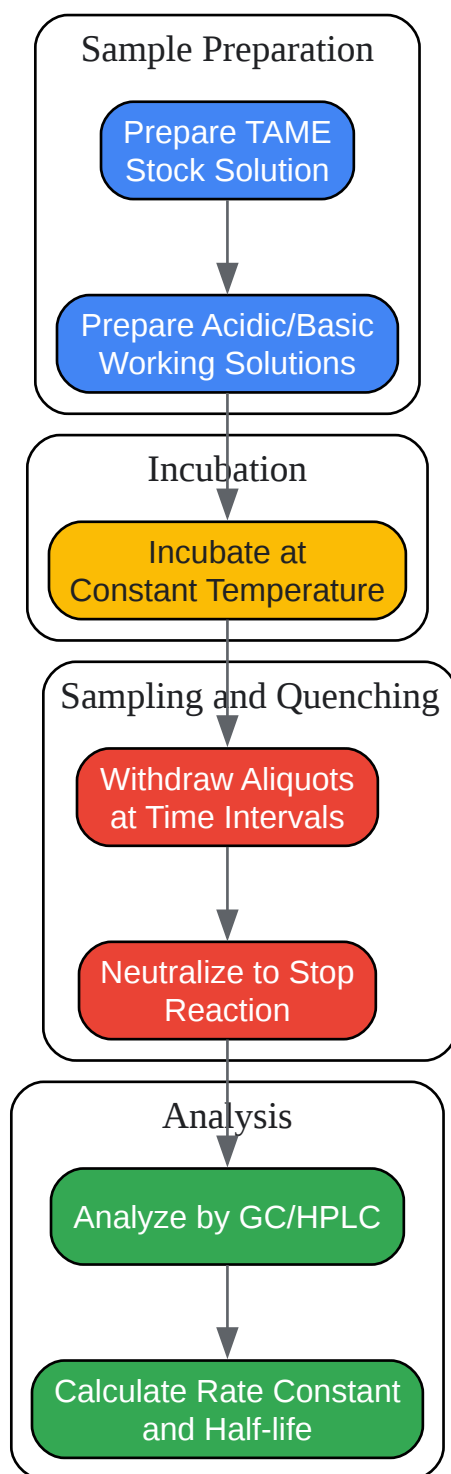 Sample Preparation
Prepare TAME
Stock Solution
Prepare Acidic/Basic
Working Solutions
Incubation
Incubate at
Constant Temperature
Sampling and Quenching
Withdraw Aliquots
at Time Intervals
Neutralize to Stop
Reaction
Analysis
Analyze by GC/HPLC
Calculate Rate Constant
and Half-life